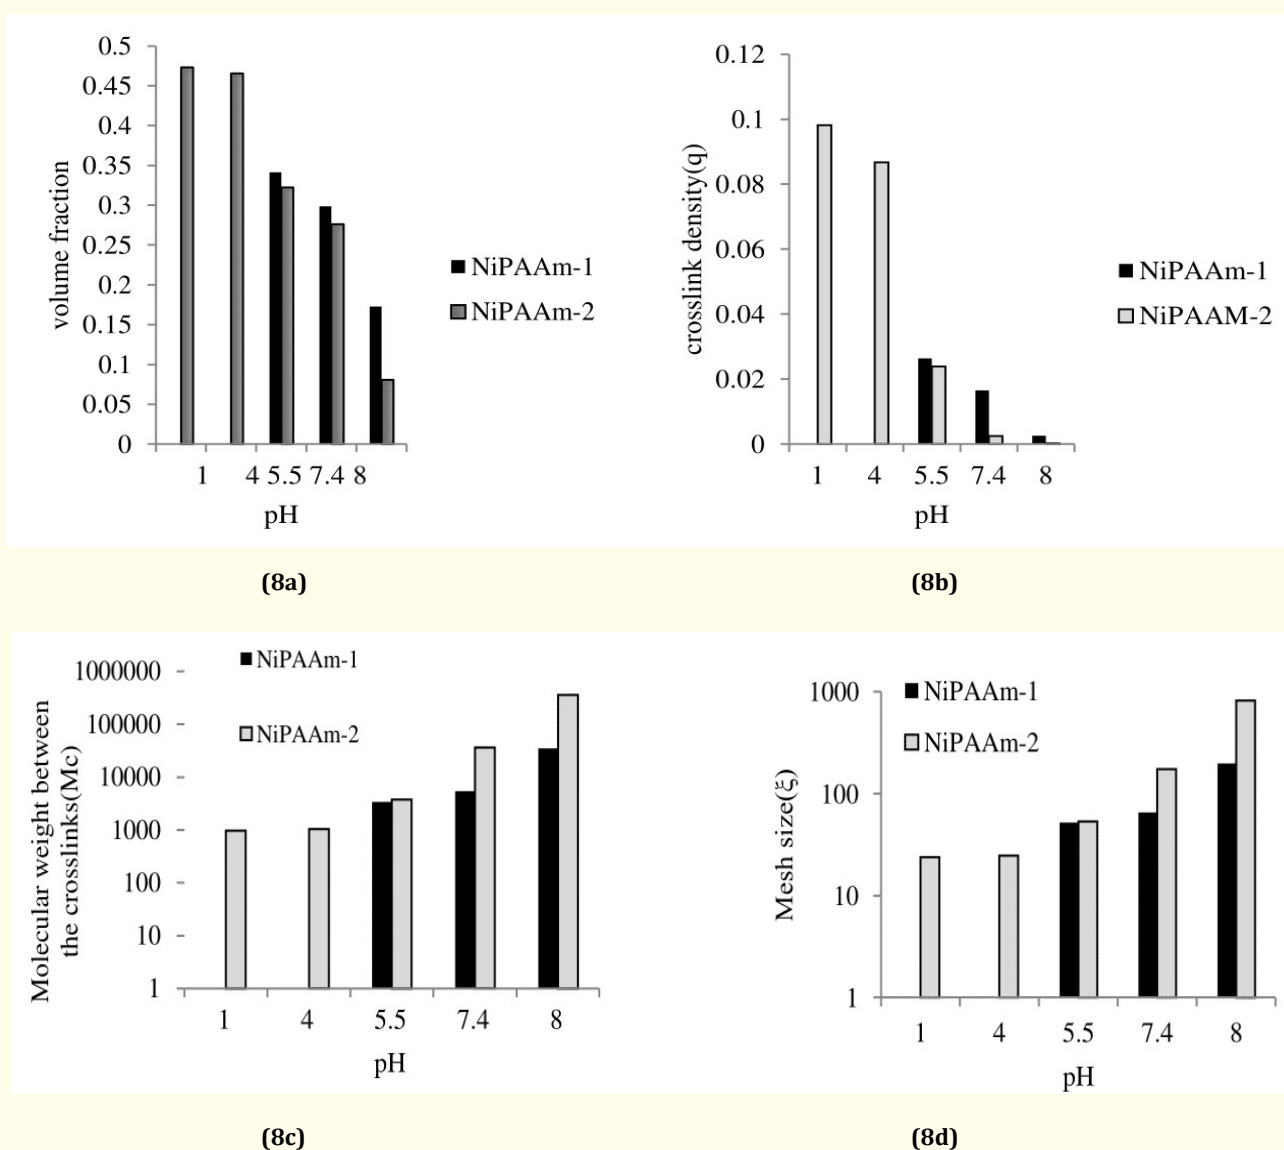 0.5
0.45
0.4
0.35
0.3
0.25
0.2
0.15
0.1
0.05
0
volume fraction
1 4 5.5 7.4 8
pH
NiPAAm-1
NiPAAm-2
(8a)
0.12
0.1
0.08
0.06
0.04
0.02
0
crosslink density(q)
1 4 5.5 7.4 8
pH
NiPAAm-1
NiPAAM-2
(8b)
1000000
100000
10000
1000
100
10
1
Molecular weight between
the crosslinks(Mc)
NiPAAm-1
NiPAAm-2
1 4 5.5 7.4 8
pH
(8c)
1000
100
10
1
Mesh size(ξ)
NiPAAm-1
NiPAAm-2
1 4 5.5 7.4 8
pH
(8d)